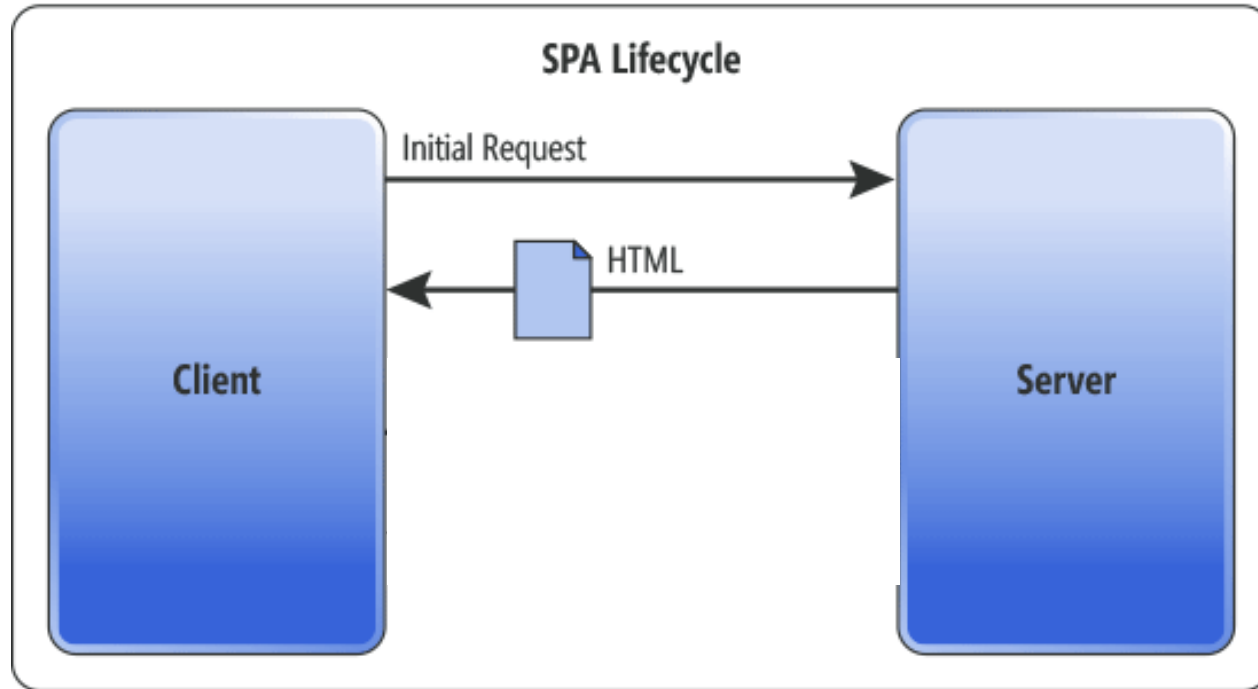 SPA Lifecycle
Initial Request
HTML
Client
Server